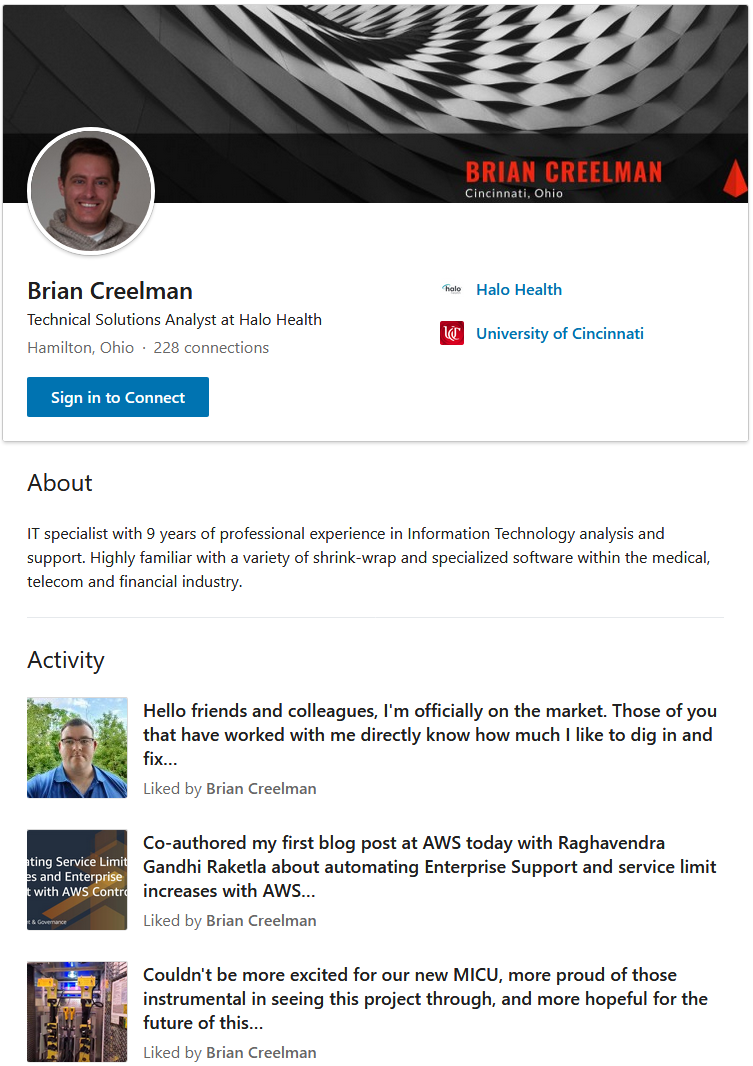 BRIAN CREELMAN
Cincinnati, Ohio
Brian Creelman
Technical Solutions Analyst at Halo Health
Hamilton, Ohio · 228 connections
Sign in to Connect
halo
Halo Health
UC
University of Cincinnati
About
IT specialist with 9 years of professional experience in Information Technology analysis and
support. Highly familiar with a variety of shrink-wrap and specialized software within the medical,
telecom and financial industry.
Activity
Hello friends and colleagues, I'm officially on the market. Those of you
that have worked with me directly know how much I like to dig in and
fix...
Liked by Brian Creelman
ating Service Limit
es and Enterprise
t with AWS Contro
t & Governance
Co-authored my first blog post at AWS today with Raghavendra
Gandhi Raketla about automating Enterprise Support and service limit
increases with AWS...
Liked by Brian Creelman
Couldn't be more excited for our new MICU, more proud of those
instrumental in seeing this project through, and more hopeful for the
future of this...
Liked by Brian Creelman